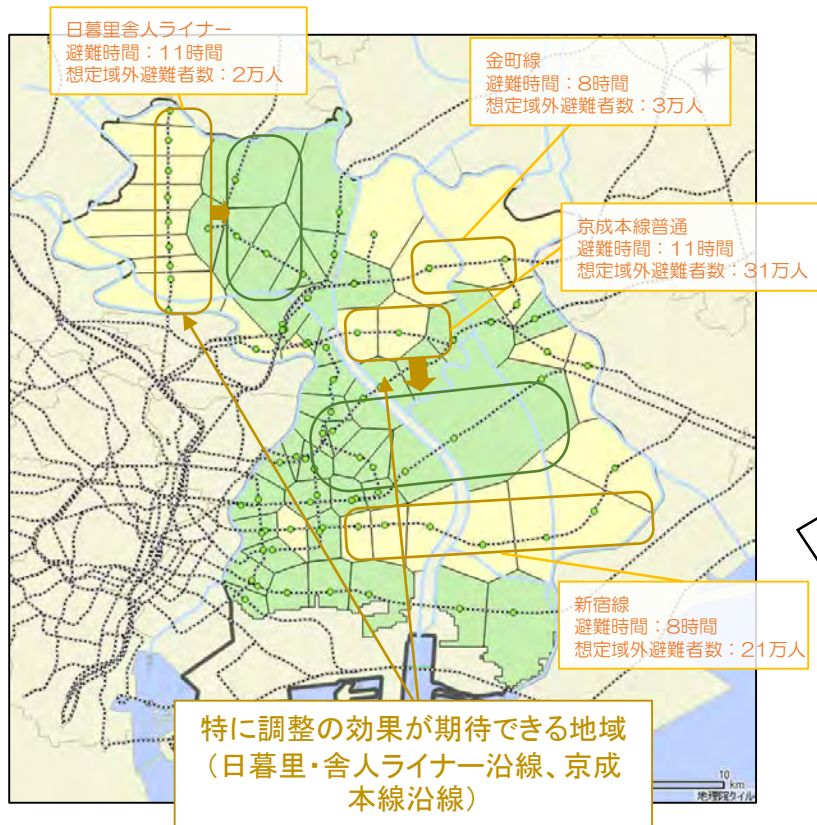 日暮里舎人ライナー
避難時間：11時間
想定域外避難者数：2万人
金町線
避難時間：8時間
想定域外避難者数：3万人
京成本線普通
避難時間：11時間
想定域外避難者数：31万人
新宿線
避難時間：8時間
想定域外避難者数：21万人
特に調整の効果が期待できる地域
（日暮里・舎人ライナー沿線、京成
本線沿線）
10
km
地理院タイル